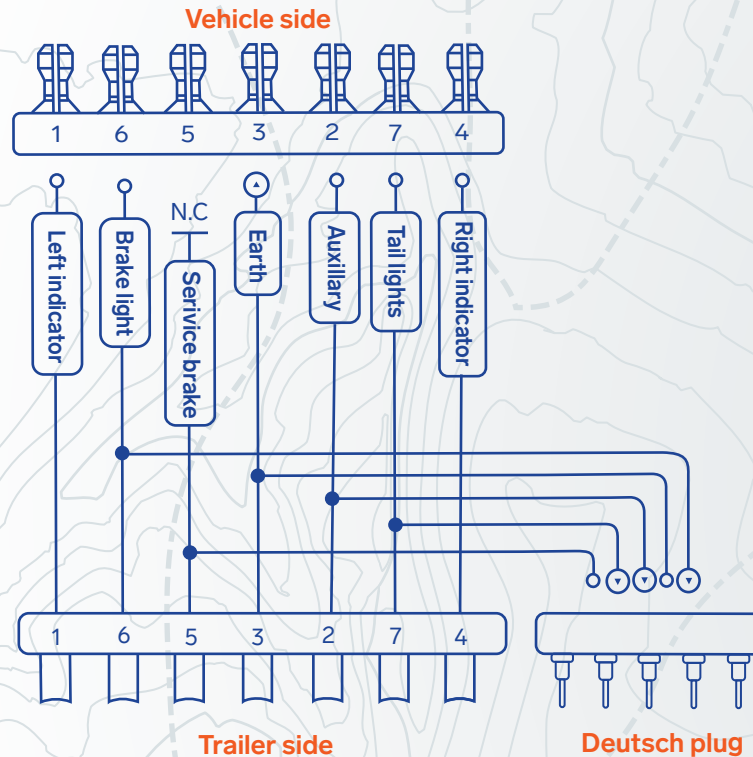 Vehicle side
1 6 5 3 2 7 4
N.C
Left indicator
Brake light
Serivice brake
Earth
Auxillary
Tail lights
Right indicator
1 6 5 3 2 7 4
Trailer side
Deutsch plug